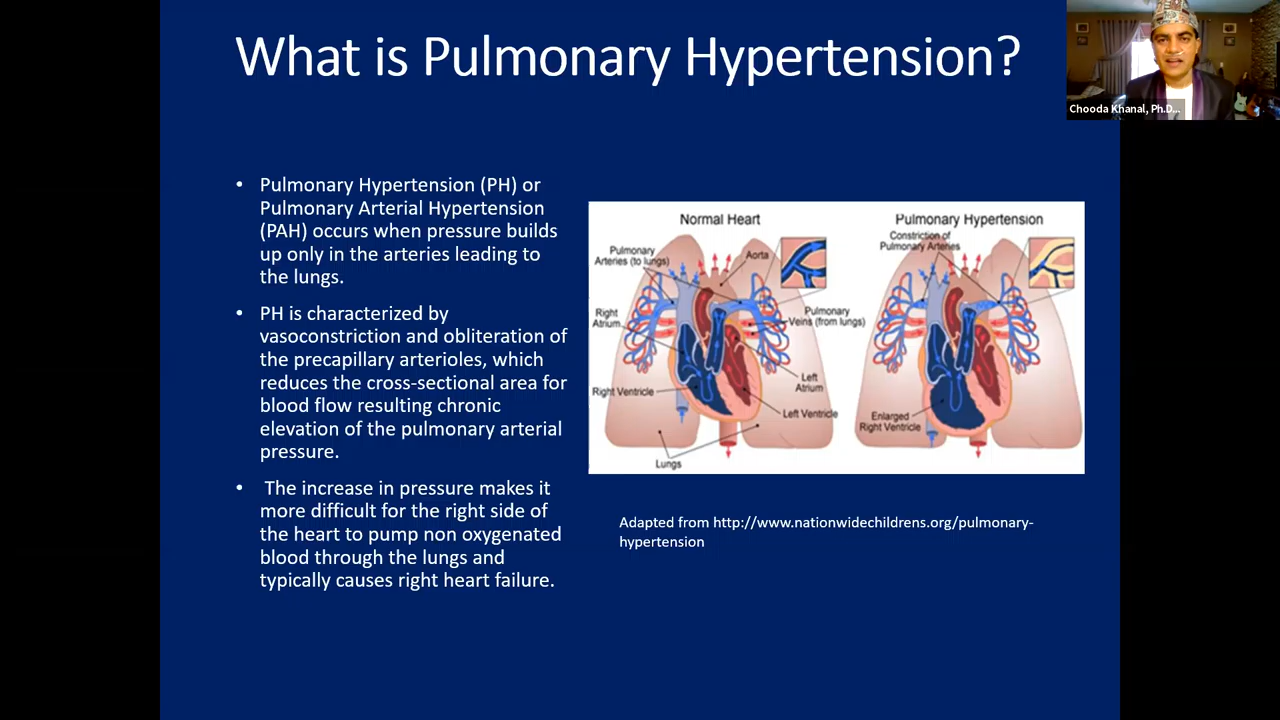 What is Pulmonary Hypertension?
Chooda Khanal, Ph.D...
• Pulmonary Hypertension (PH) or
Pulmonary Arterial Hypertension
(PAH) occurs when pressure builds
up only in the arteries leading to
the lungs.
• PH is characterized by
vasoconstriction and obliteration of
the precapillary arterioles, which
reduces the cross-sectional area for
blood flow resulting chronic
elevation of the pulmonary arterial
pressure.
• The increase in pressure makes it
more difficult for the right side of
the heart to pump non oxygenated
blood through the lungs and
typically causes right heart failure.
Normal Heart
Pulmonary
Arteries (to lungs)
Aorta
Right
Atrium
Pulmonary
Veins (from lungs)
Left
Atrium
Right Ventricle
Left Ventricle
Lungs
Pulmonary Hypertension
Constriction of
Pulmonary Arteries
Enlarged
Right Ventricle
Adapted from http://www.nationwidechildrens.org/pulmonary-
hypertension